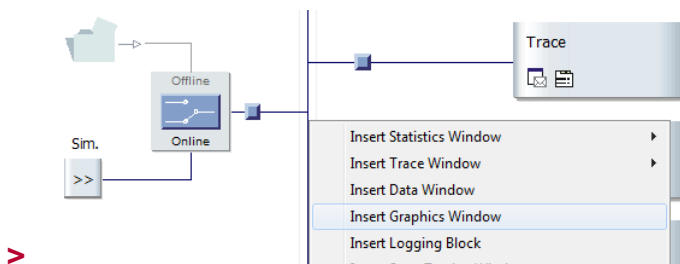 Trace
Offline
Online
Sim.
>>
Insert Statistics Window
Insert Trace Window
Insert Data Window
Insert Graphics Window
Insert Logging Block
>